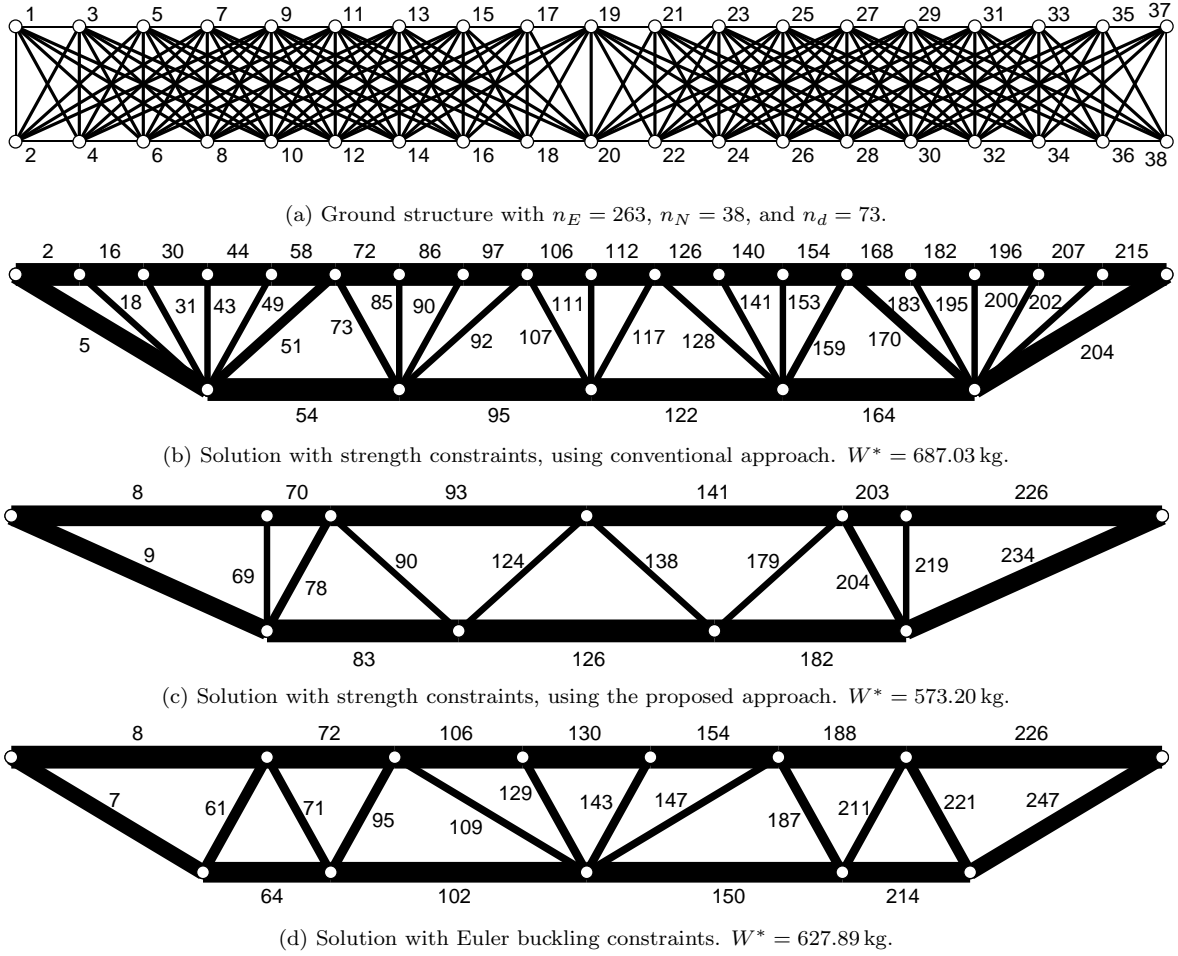 1 3 5 7 9 11 13 15 17 19 21 23 25 27 29 31 33 35 37
2 4 6 8 10 12 14 16 18 20 22 24 26 28 30 32 34 36 38
(a) Ground structure with n_E = 263, n_N = 38, and n_d = 73.
2 16 30 44 58 72 86 97 106 112 126 140 154 168 182 196 207 215
5 18 31 43 49 51 73 85 90 92 107 111 117 128 141 153 159 170 183 195 200 202 204
54 95 122 164
(b) Solution with strength constraints, using conventional approach. W* = 687.03 kg.
8 70 93 141 203 226
9 69 78 90 124 138 179 204 219 234
83 126 182
(c) Solution with strength constraints, using the proposed approach. W* = 573.20 kg.
8 72 106 130 154 188 226
7 61 71 95 109 129 143 147 187 211 221 247
64 102 150 214
(d) Solution with Euler buckling constraints. W* = 627.89 kg.